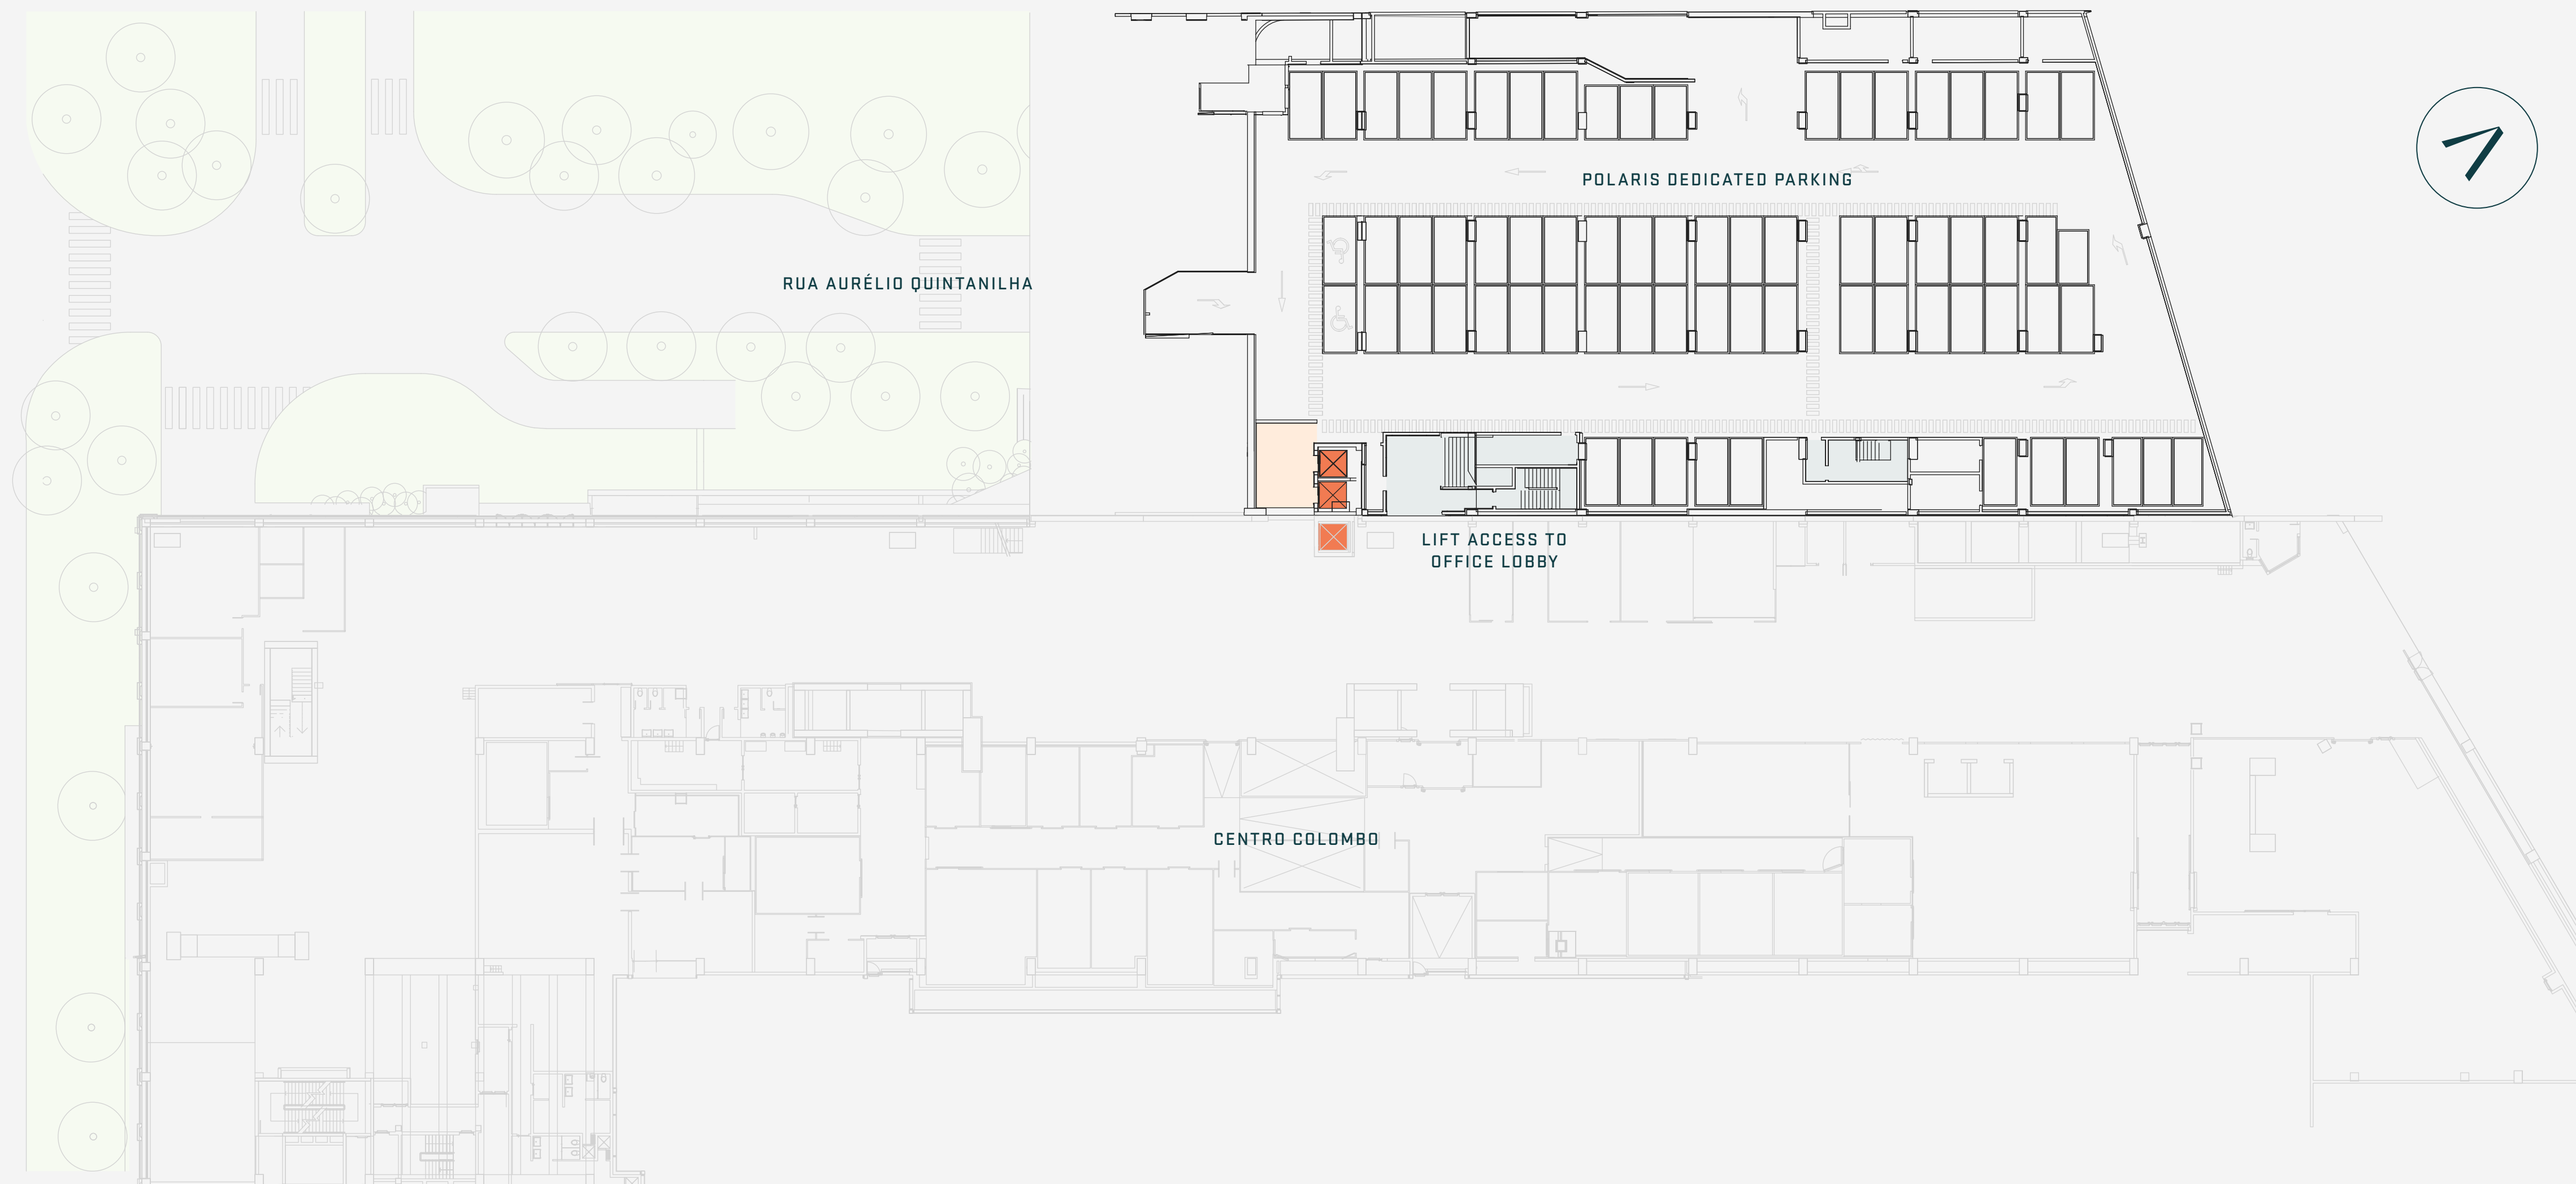 POLARIS DEDICATED PARKING
RUA AURÉLIO QUINTANILHA
LIFT ACCESS TO
OFFICE LOBBY
CENTRO COLOMBO